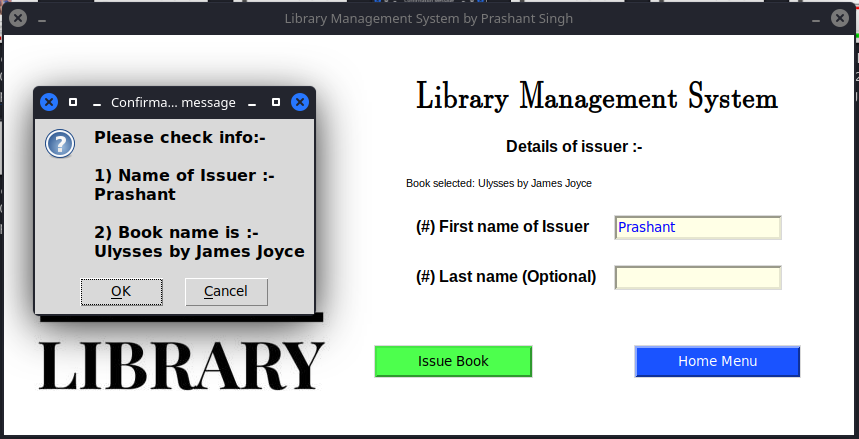 Library Management System by Prashant Singh
Confirma... message
Please check info:-
1) Name of Issuer :-
Prashant
2) Book name is :-
Ulysses by James Joyce
OK
Cancel
LIBRARY
Library Management System
Details of issuer :-
Book selected: Ulysses by James Joyce
(#) First name of Issuer
Prashant
(#) Last name (Optional)
Issue Book
Home Menu